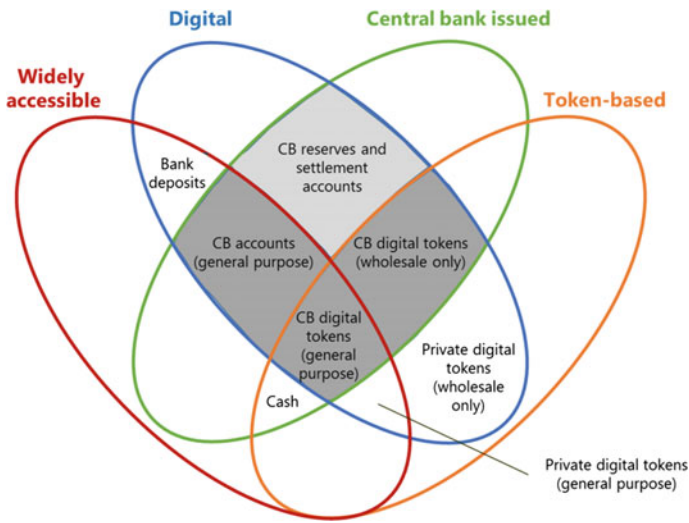 Digital
Central bank issued
Widely
accessible
Token-based
CB reserves and
settlement
accounts
Bank
deposits
CB accounts
(general purpose)
CB digital tokens
(wholesale only)
CB digital
tokens
(general
purpose)
Private digital
tokens
(wholesale
only)
Cash
Private digital tokens
(general purpose)